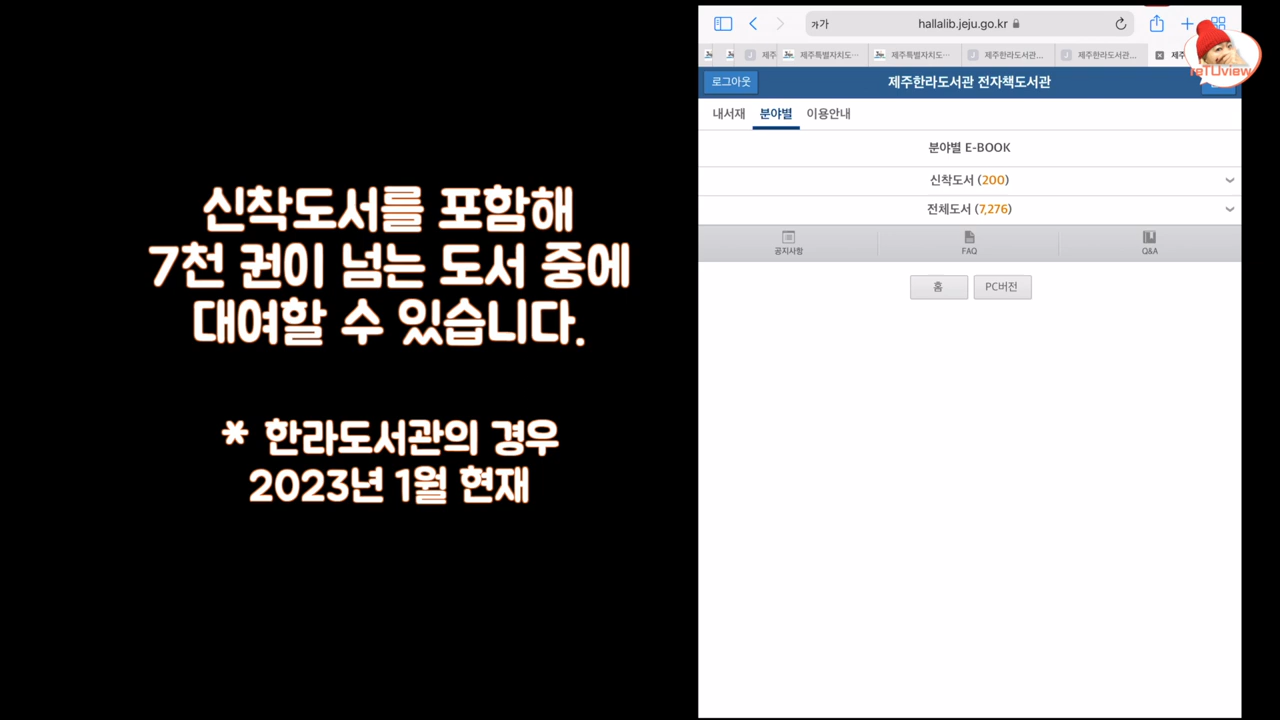 신착도서를 포함해
7천 권이 넘는 도서 중에
대여할 수 있습니다.
* 한라도서관의 경우
2023년 1월 현재
가가 hallalib.jeju.go.kr
제주 제주특별자치도… 제주특별자치도… 제주한라도서관… 제주한라도서관…
로그아웃 제주한라도서관 전자책도서관
내서재 분야별 이용안내
분야별 E-BOOK
신착도서 (200)
전체도서 (7,276)
공지사항 FAQ Q&A
홈 PC버전